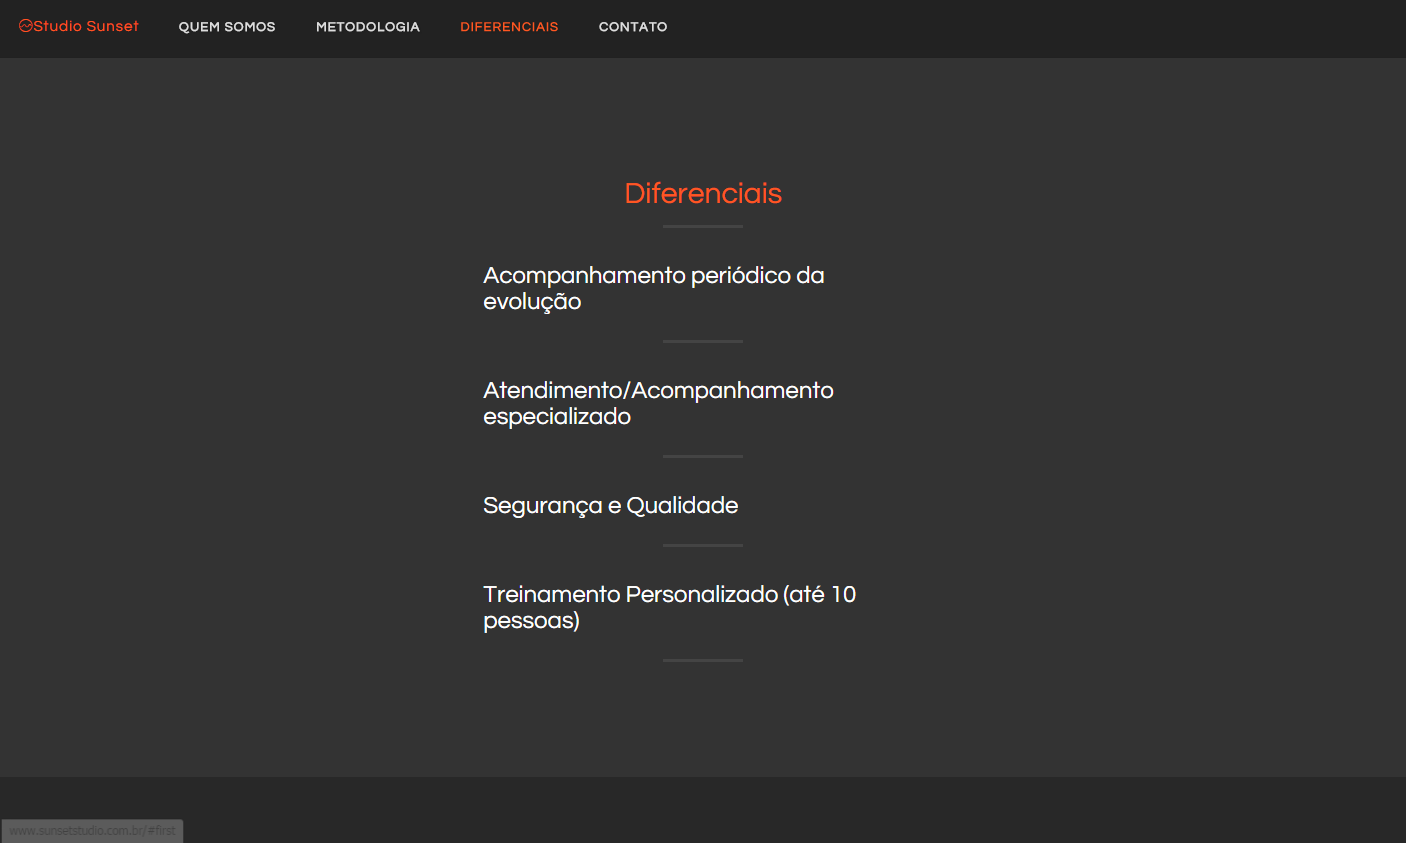 Studio Sunset QUEM SOMOS METODOLOGIA DIFERENCIAIS CONTATO
Diferenciais
Acompanhamento periódico da
evolução
Atendimento/Acompanhamento
especializado
Segurança e Qualidade
Treinamento Personalizado (até 10
pessoas)
www.sunsetstudio.com.br/#first